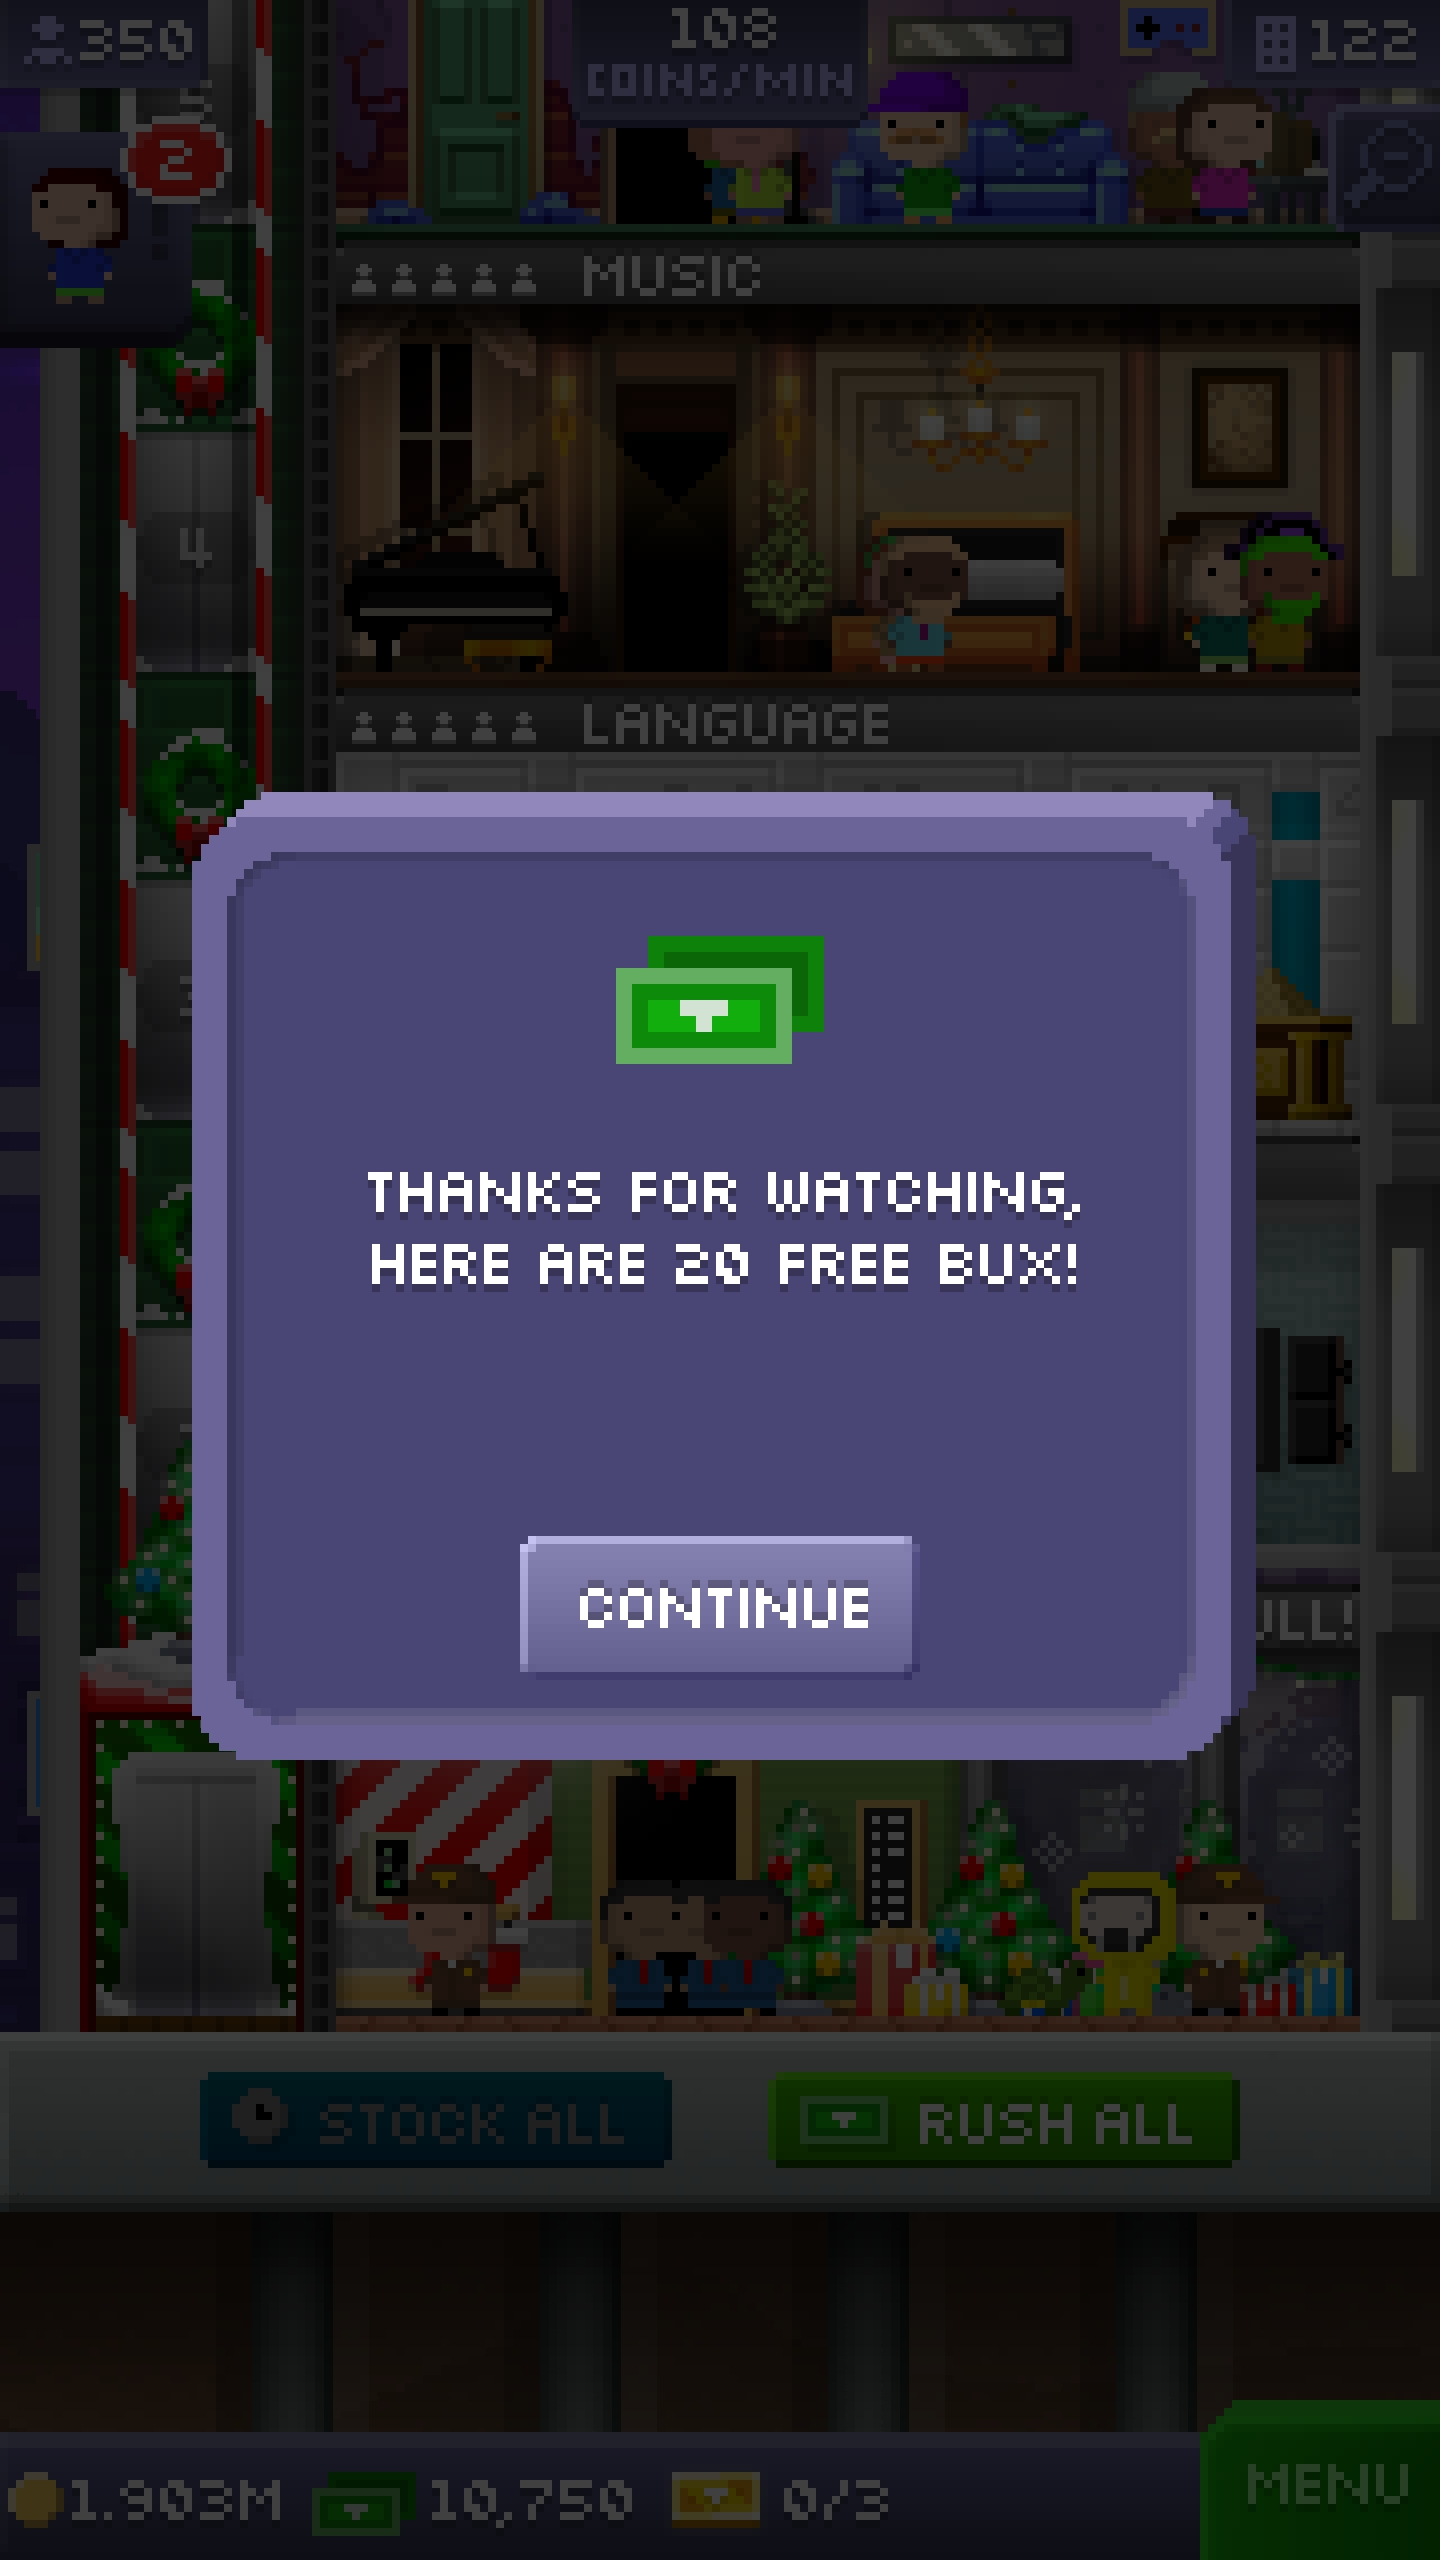 350
108
COINS/MIN
122
5
2
MUSIC
4
LANGUAGE
THANKS FOR WATCHING,
HERE ARE 20 FREE BUX!
CONTINUE
STOCK ALL
RUSH ALL
1.903M
10,750
0/3
MENU